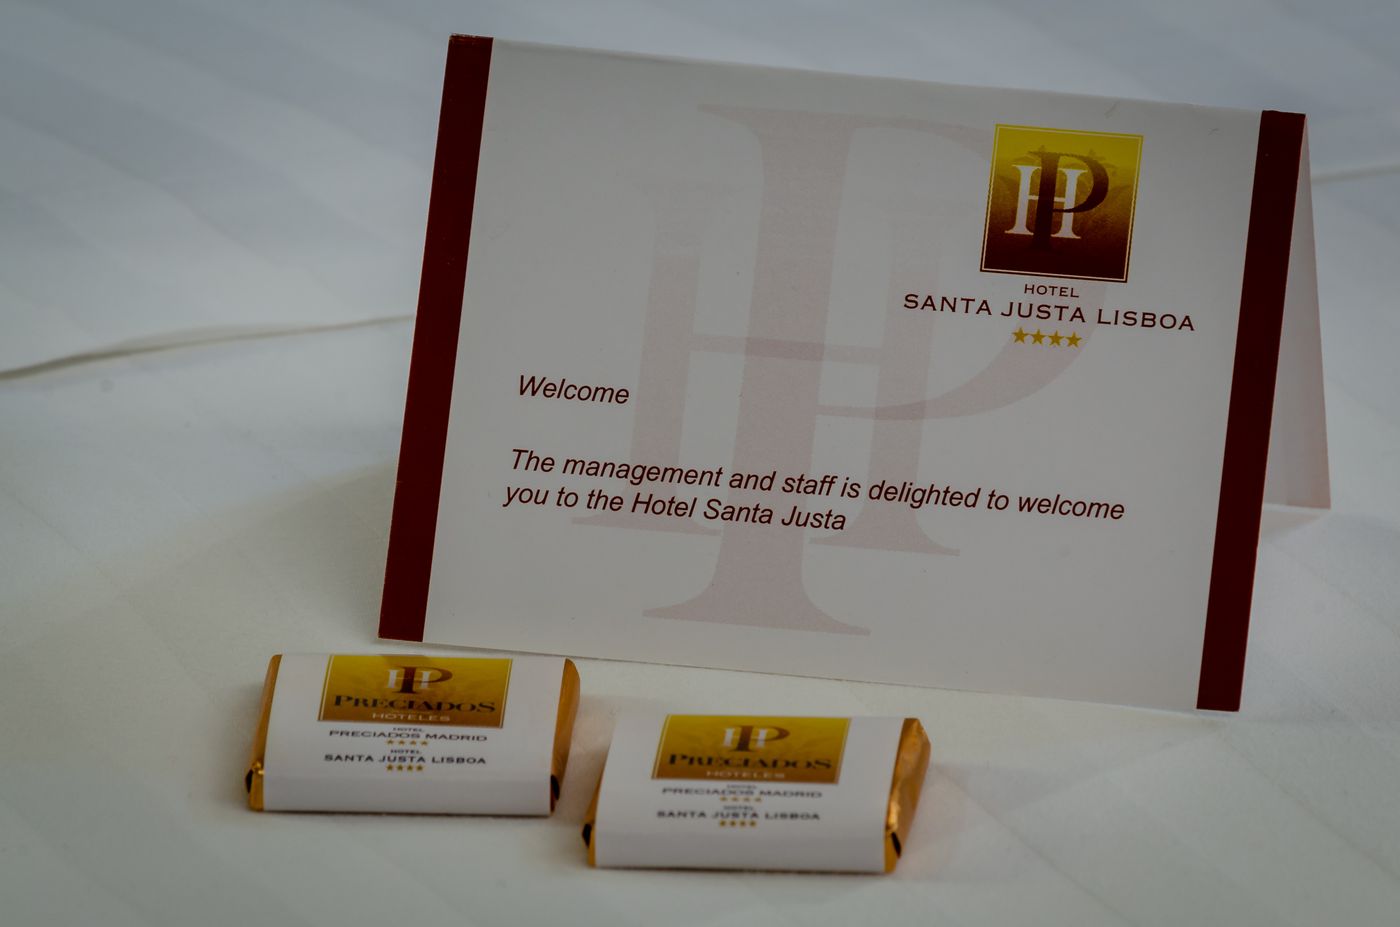 HP
HOTEL
SANTA JUSTA LISBOA
Welcome
The management and staff is delighted to welcome
you to the Hotel Santa Justa
HP
PRECIADOS
HOTELES
HOTEL
PRECIADOS MADRID
HOTEL
SANTA JUSTA LISBOA
HP
PRECIADOS
HOTELES
HOTEL
PRECIADOS MADRID
HOTEL
SANTA JUSTA LISBOA